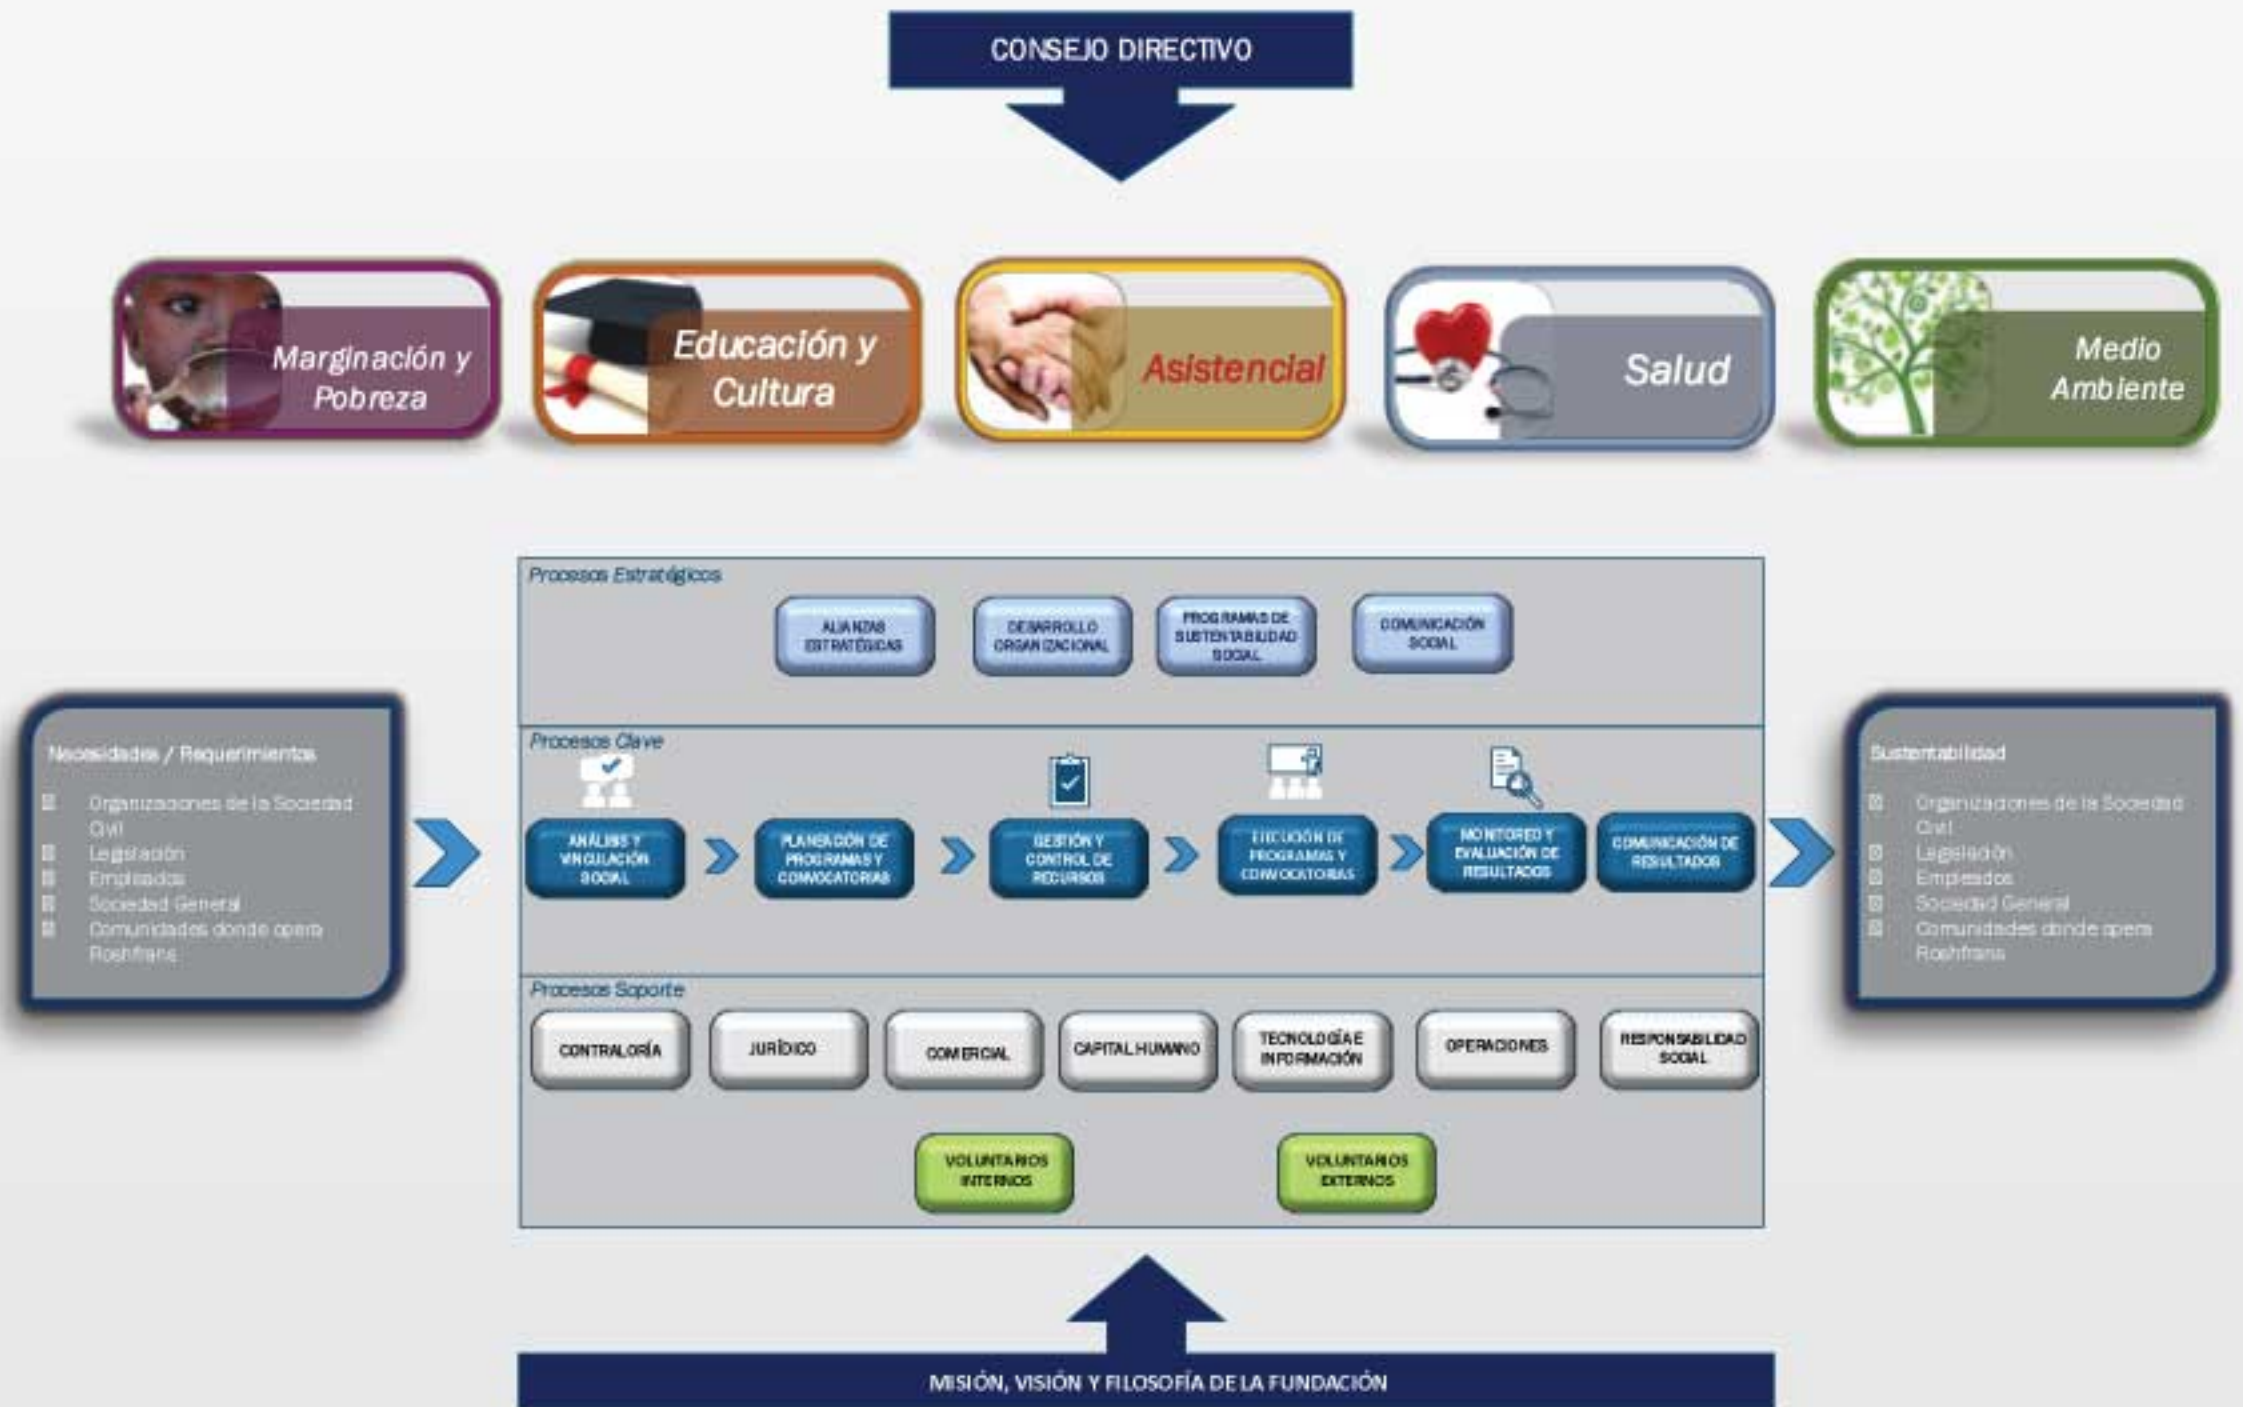 CONSEJO DIRECTIVO
Marginación y
Pobreza
Educación y
Cultura
Asistencial
Salud
Medio
Ambiente
Procesos Estratégicos
ALIANZAS
ESTRATÉGICAS
DESARROLLO
ORGANIZACIONAL
PROGRAMAS DE
SUSTENTABILIDAD
SOCIAL
COMUNICACIÓN
SOCIAL
Necesidades / Requerimientos
Organizaciones de la Sociedad
Civil
Legislación
Empleados
Sociedad General
Comunidades donde opera
Roshfrans
Procesos Clave
ANÁLISIS Y
VINCULACIÓN
SOCIAL
PLANEACIÓN DE
PROGRAMAS Y
CONVOCATORIAS
GESTIÓN Y
CONTROL DE
RECURSOS
EJECUCIÓN DE
PROGRAMAS Y
CONVOCATORIAS
MONITOREO Y
EVALUACIÓN DE
RESULTADOS
COMUNICACIÓN DE
RESULTADOS
Sustentabilidad
Organizaciones de la Sociedad
Civil
Legislación
Empleados
Sociedad General
Comunidades donde opera
Roshfrans
Procesos Soporte
CONTRALORÍA
JURÍDICO
COMERCIAL
CAPITAL HUMANO
TECNOLOGÍA E
INFORMACIÓN
OPERACIONES
RESPONSABILIDAD
SOCIAL
VOLUNTARIOS
INTERNOS
VOLUNTARIOS
EXTERNOS
MISIÓN, VISIÓN Y FILOSOFÍA DE LA FUNDACIÓN